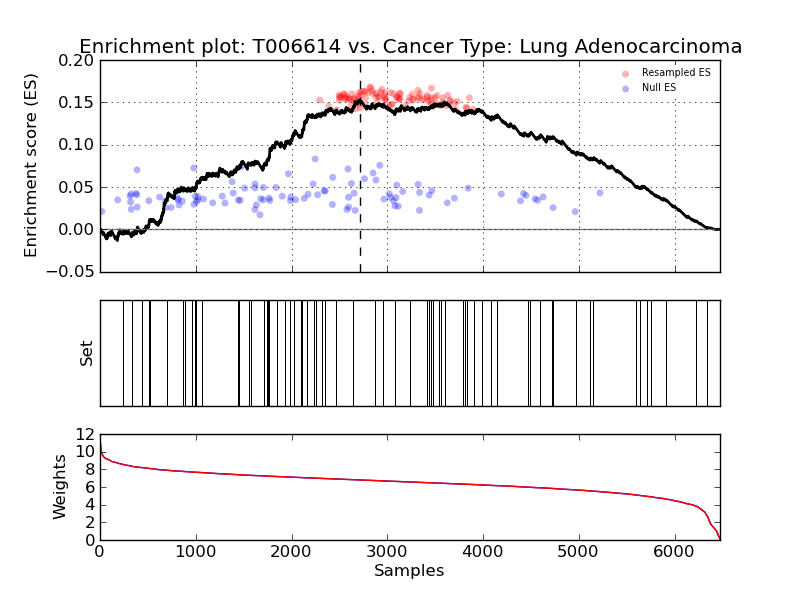 Enrichment plot: T006614 vs. Cancer Type: Lung Adenocarcinoma
0.20
0.15
0.10
0.05
0.00
−0.05
Enrichment score (ES)
Resampled ES
Null ES
Set
12
10
8
6
4
2
0
Weights
0
1000
2000
3000
4000
5000
6000
Samples